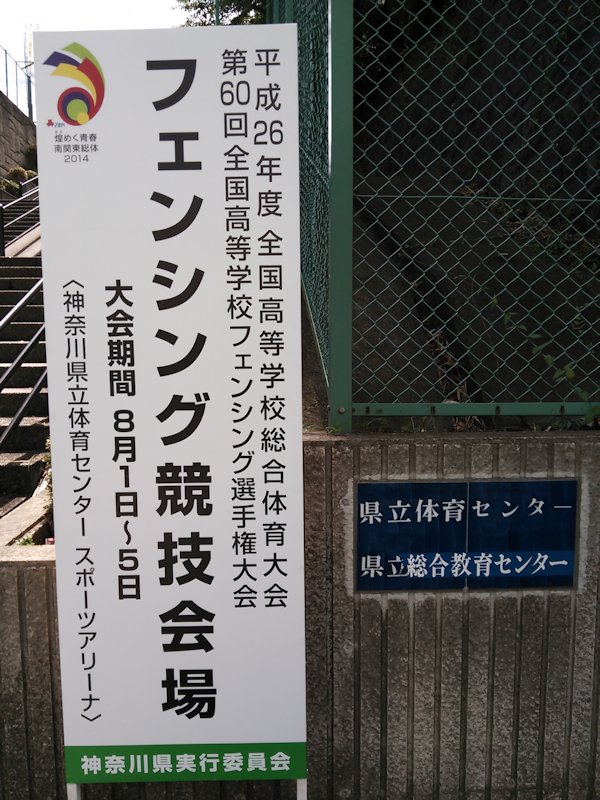 平成26年度 全国高等学校総合体育大会
第60回全国高等学校フェンシング選手権大会
フェンシング競技会場
大会期間 8月1日〜5日
〈神奈川県立体育センター スポーツアリーナ〉
煌めく青春
南関東総体
2014
神奈川県実行委員会
県立体育センター
県立総合教育センター